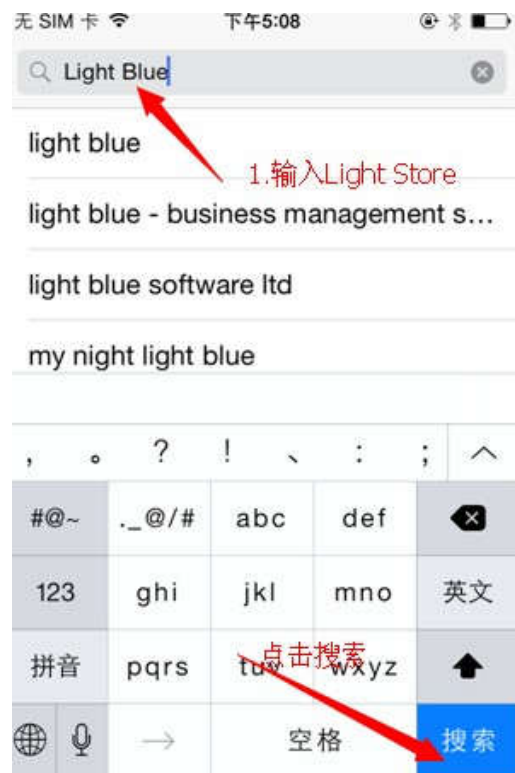 无 SIM 卡 下午5:08
Light Blue
light blue
1.输入Light Store
light blue - business management s...
light blue software ltd
my night light blue
， 。 ? ! 、 : ;
#@~ ._@/# abc def
123 ghi jkl mno 英文
点击搜索
拼音 pqrs tuv wxyz
空格 搜索